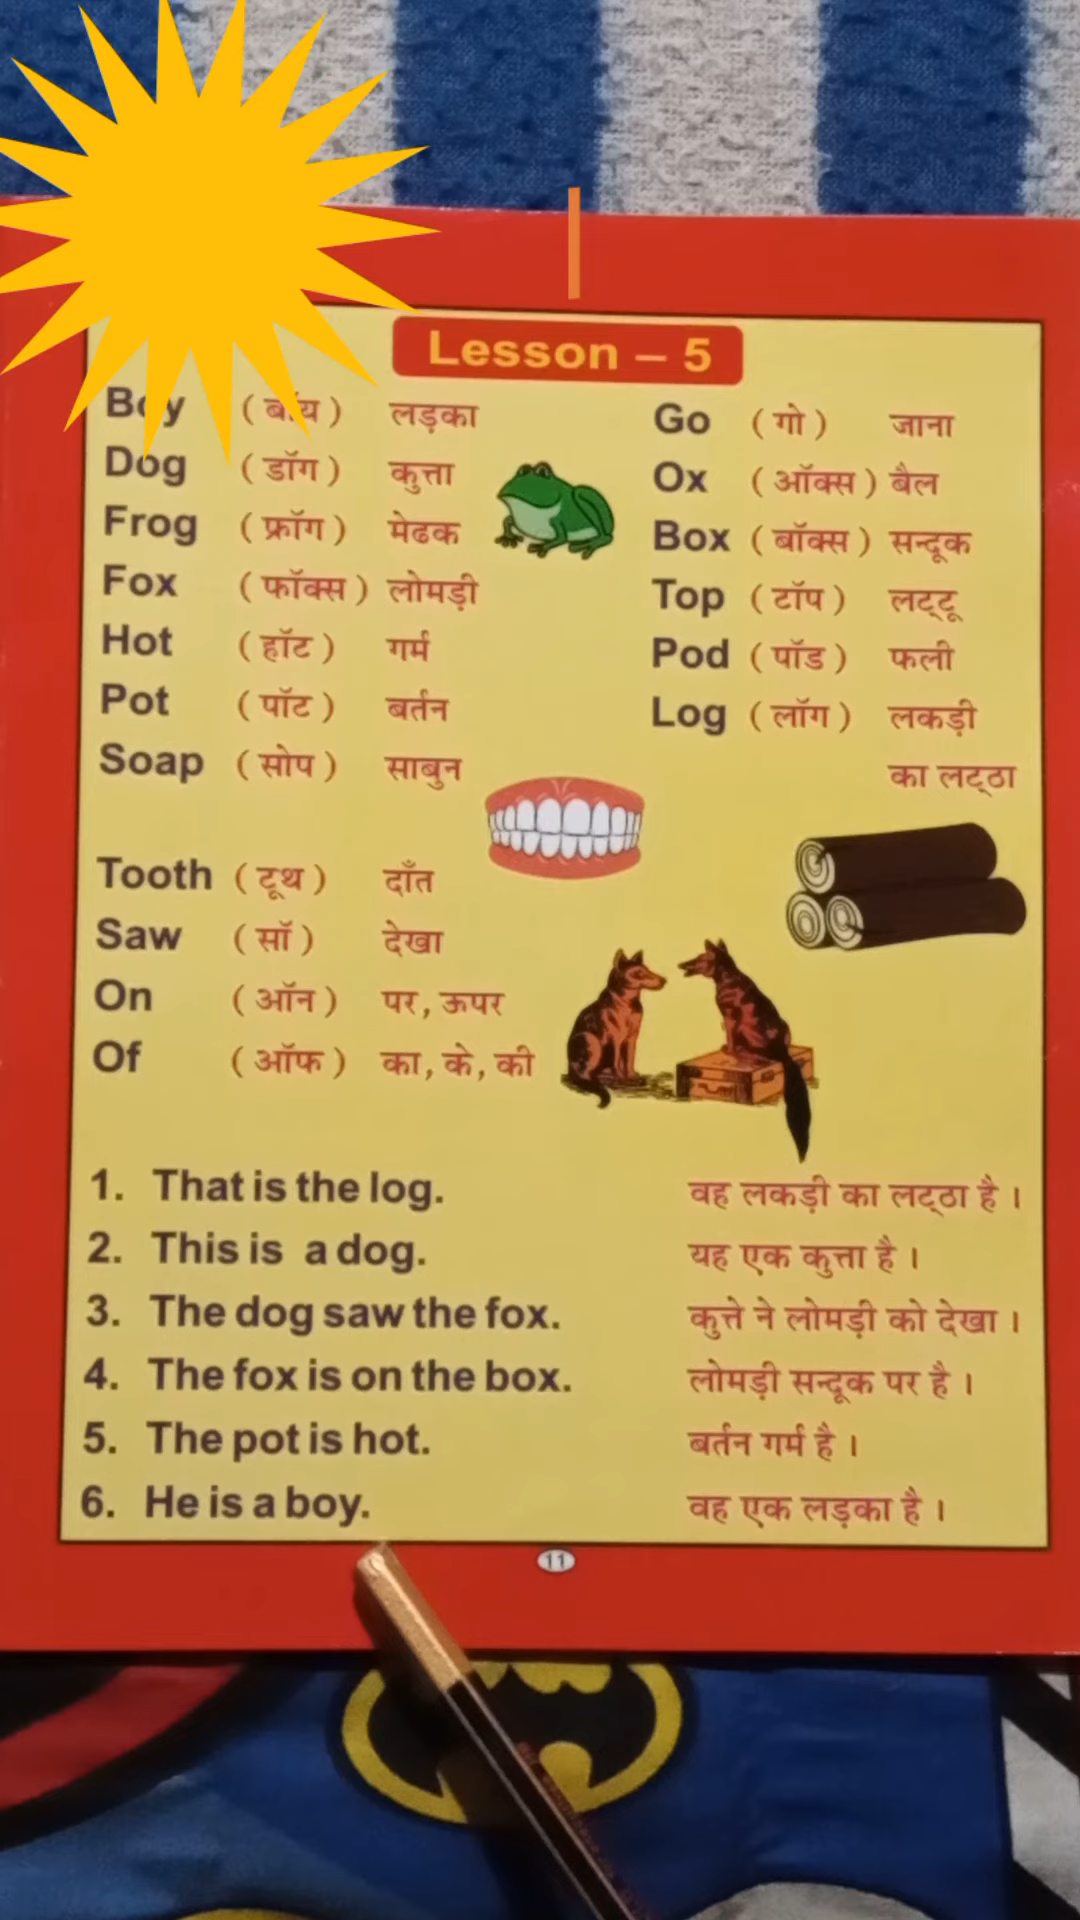 Lesson – 5
Boy ( बॉय ) लड़का
Dog ( डॉग ) कुत्ता
Frog ( फ्रॉग ) मेढक
Fox ( फॉक्स ) लोमड़ी
Hot ( हॉट ) गर्म
Pot ( पॉट ) बर्तन
Soap ( सोप ) साबुन
Tooth ( टूथ ) दाँत
Saw ( सॉ ) देखा
On ( ऑन ) पर, ऊपर
Of ( ऑफ ) का, के, की
Go ( गो ) जाना
Ox ( ऑक्स ) बैल
Box ( बॉक्स ) सन्दूक
Top ( टॉप ) लट्टू
Pod ( पॉड ) फली
Log ( लॉग ) लकड़ी
का लट्ठा
1. That is the log. वह लकड़ी का लट्ठा है ।
2. This is a dog. यह एक कुत्ता है ।
3. The dog saw the fox. कुत्ते ने लोमड़ी को देखा ।
4. The fox is on the box. लोमड़ी सन्दूक पर है ।
5. The pot is hot. बर्तन गर्म है ।
6. He is a boy. वह एक लड़का है ।
11